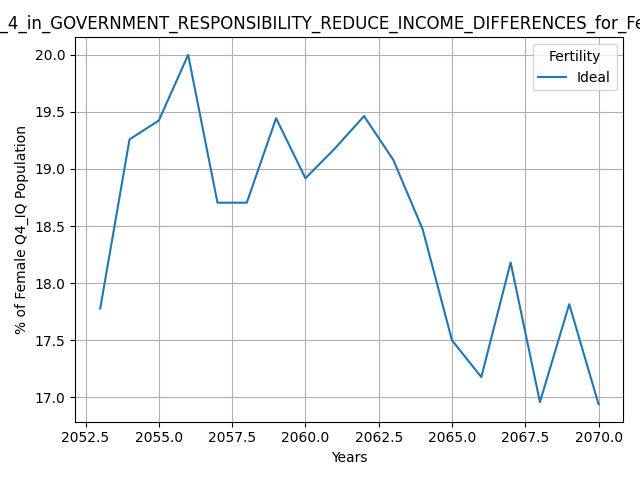 _4_in_GOVERNMENT_RESPONSIBILITY_REDUCE_INCOME_DIFFERENCES_for_Fe
Fertility
Ideal
% of Female Q4_IQ Population
20.0
19.5
19.0
18.5
18.0
17.5
17.0
2052.5 2055.0 2057.5 2060.0 2062.5 2065.0 2067.5 2070.0
Years